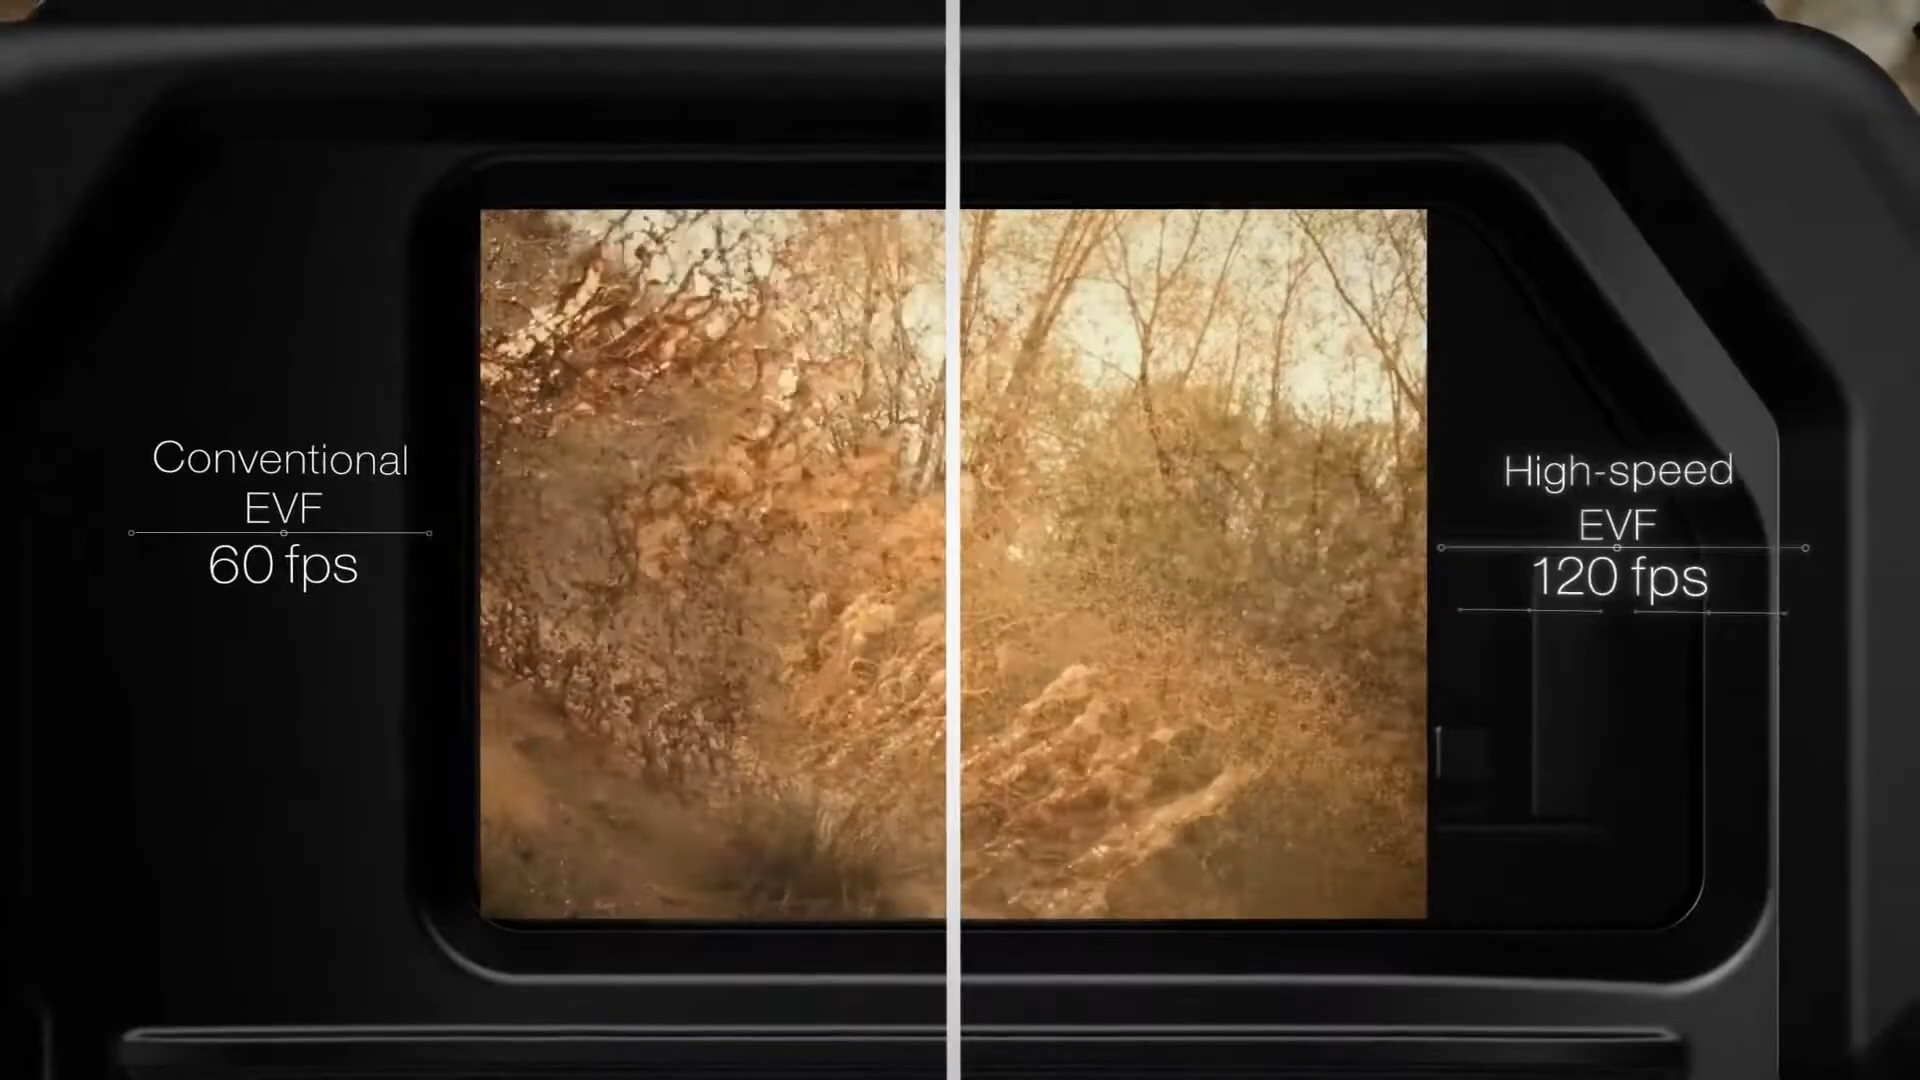 Conventional
EVF
60 fps
High-speed
EVF
120 fps